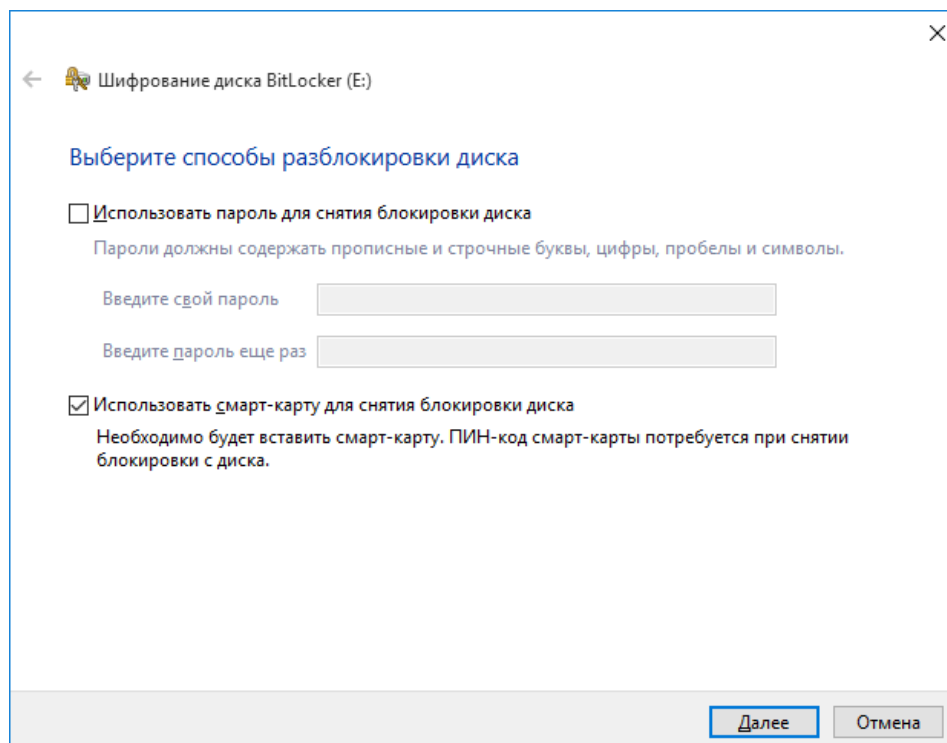 Шифрование диска BitLocker (E:)
Выберите способы разблокировки диска
Использовать пароль для снятия блокировки диска
Пароли должны содержать прописные и строчные буквы, цифры, пробелы и символы.
Введите свой пароль
Введите пароль еще раз
Использовать смарт-карту для снятия блокировки диска
Необходимо будет вставить смарт-карту. ПИН-код смарт-карты потребуется при снятии
блокировки с диска.
Далее
Отмена